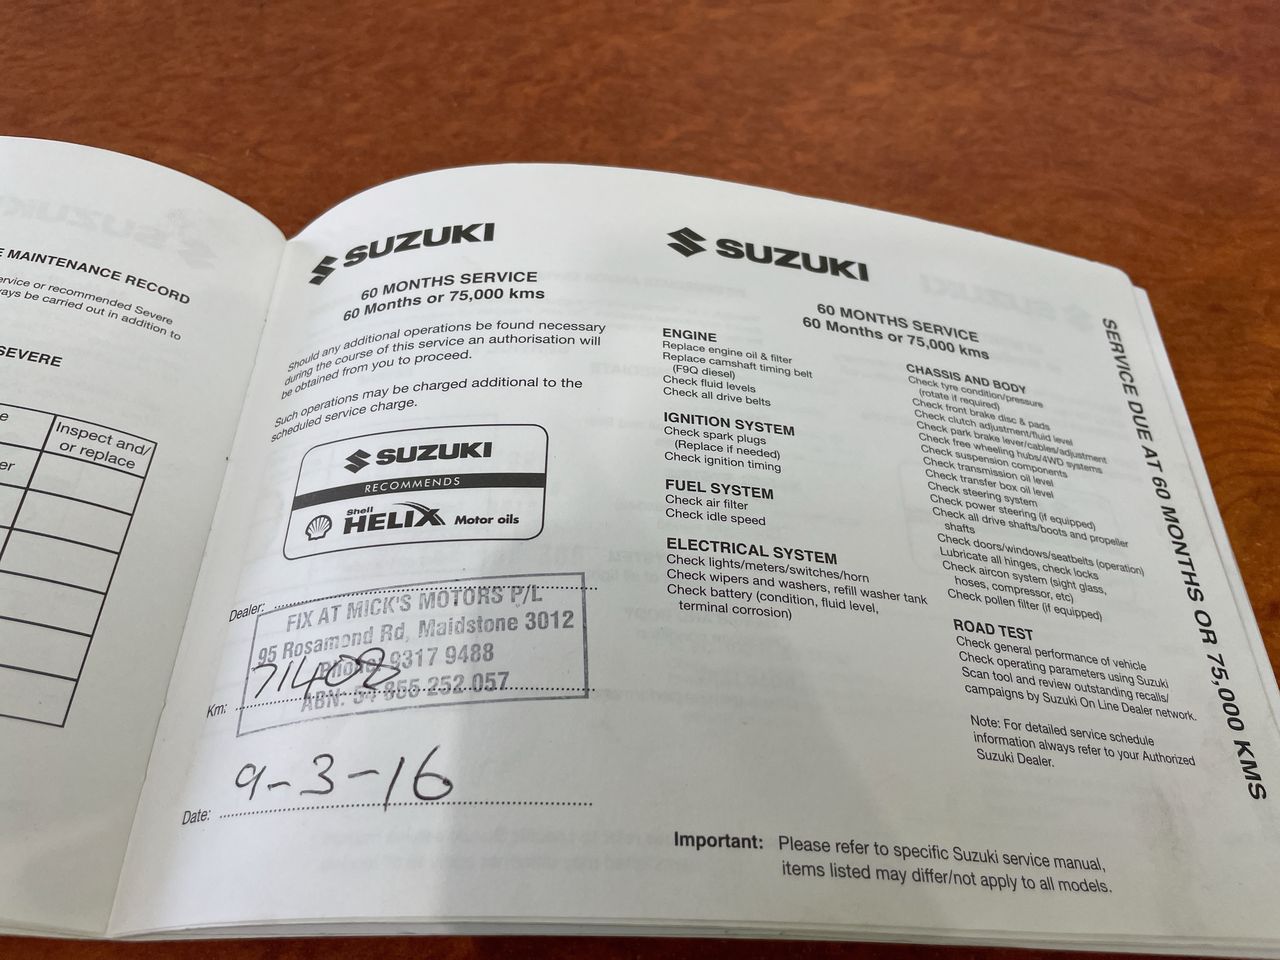 E MAINTENANCE RECORD
ervice or recommended Severe
ways be carried out in addition to
SEVERE
e
Inspect and/
or replace
er
SUZUKI
60 MONTHS SERVICE
60 Months or 75,000 kms
Should any additional operations be found necessary
during the course of this service an authorisation will
be obtained from you to proceed.
Such operations may be charged additional to the
scheduled service charge.
SUZUKI
RECOMMENDS
Shell
HELIX Motor oils
Dealer:
FIX AT MICK'S MOTORS P/L
95 Rosamond Rd, Maidstone 3012
Phone: 9317 9488
ABN: 54 855 252 057
Km: 71408
Date: 9-3-16
SUZUKI
60 MONTHS SERVICE
60 Months or 75,000 kms
ENGINE
Replace engine oil & filter
Replace camshaft timing belt
(F9Q diesel)
Check fluid levels
Check all drive belts
IGNITION SYSTEM
Check spark plugs
(Replace if needed)
Check ignition timing
FUEL SYSTEM
Check air filter
Check idle speed
ELECTRICAL SYSTEM
Check lights/meters/switches/horn
Check wipers and washers, refill washer tank
Check battery (condition, fluid level,
terminal corrosion)
CHASSIS AND BODY
Check tyre condition/pressure
(rotate if required)
Check front brake disc & pads
Check clutch adjustment/fluid level
Check park brake lever/cables/adjustment
Check free wheeling hubs/4WD systems
Check suspension components
Check transmission oil level
Check transfer box oil level
Check steering system
Check power steering (if equipped)
Check all drive shafts/boots and propeller
shafts
Check doors/windows/seatbelts (operation)
Lubricate all hinges, check locks
Check aircon system (sight glass,
hoses, compressor, etc)
Check pollen filter (if equipped)
ROAD TEST
Check general performance of vehicle
Check operating parameters using Suzuki
Scan tool and review outstanding recalls/
campaigns by Suzuki On Line Dealer network.
Note: For detailed service schedule
information always refer to your Authorized
Suzuki Dealer.
Important: Please refer to specific Suzuki service manual,
items listed may differ/not apply to all models.
SERVICE DUE AT 60 MONTHS OR 75,000 KMS